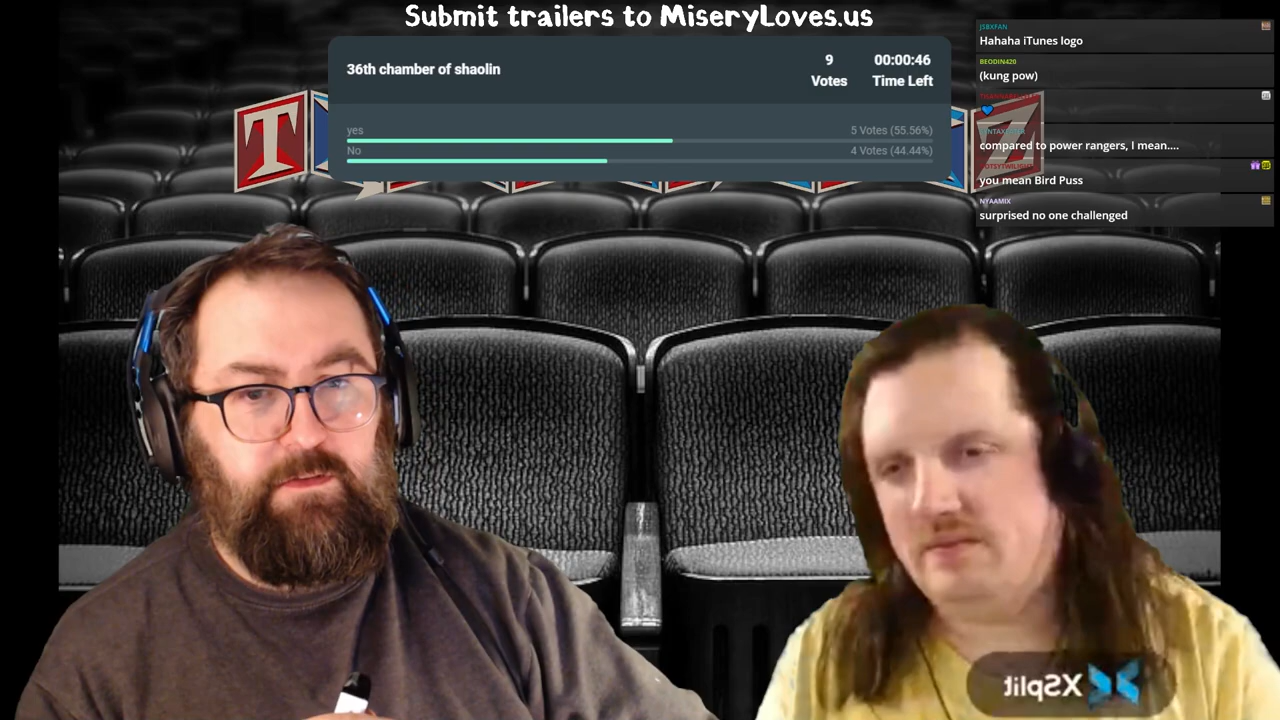 Submit trailers to MiseryLoves.us
36th chamber of shaolin
9
Votes
00:00:46
Time Left
yes
5 Votes (55.56%)
No
4 Votes (44.44%)
T
Z
JSBXFAN
Hahaha iTunes logo
BEODIN420
(kung pow)
compared to power rangers, I mean....
you mean Bird Puss
NYAAMIX
surprised no one challenged
XSplit